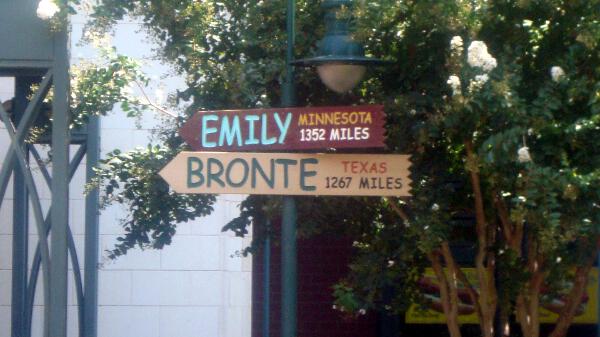 EMILY MINNESOTA
1352 MILES
BRONTE TEXAS
1267 MILES